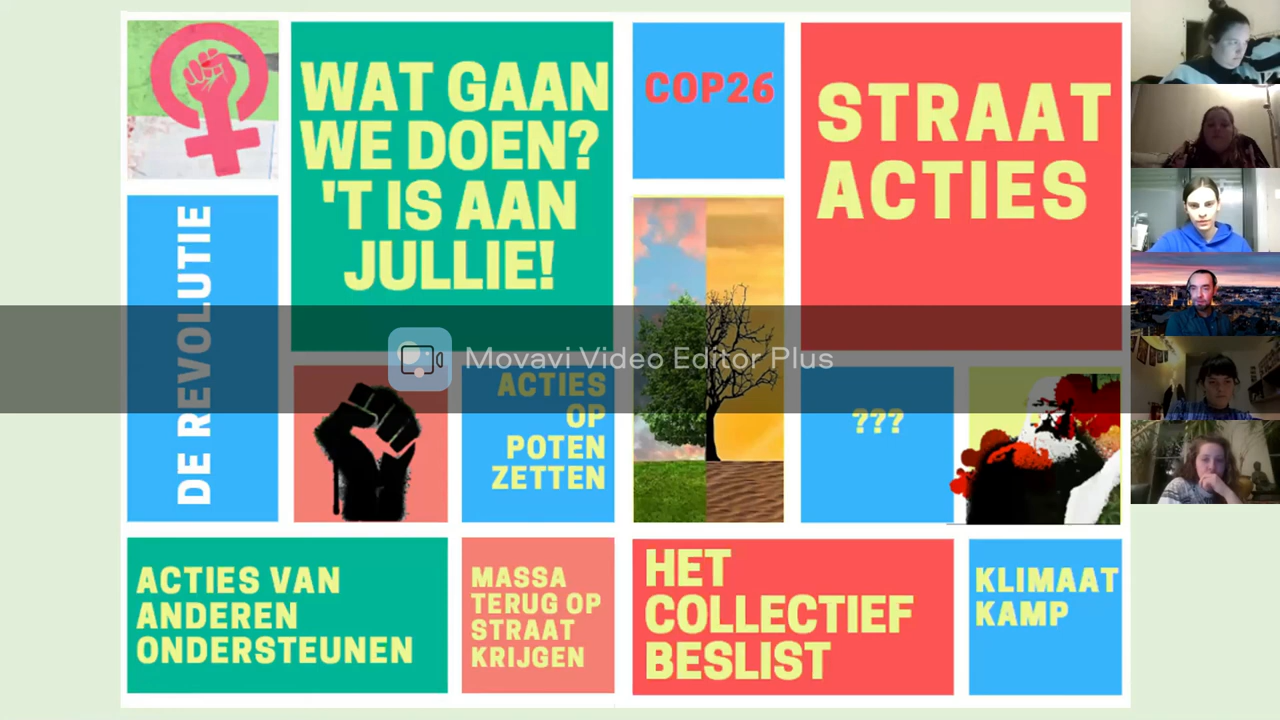 WAT GAAN
WE DOEN?
'T IS AAN
JULLIE!
COP26
STRAAT
ACTIES
DE REVOLUTIE
Movavi Video Editor Plus
ACTIES
OP
POTEN
ZETTEN
???
ACTIES VAN
ANDEREN
ONDERSTEUNEN
MASSA
TERUG OP
STRAAT
KRIJGEN
HET
COLLECTIEF
BESLIST
KLIMAAT
KAMP